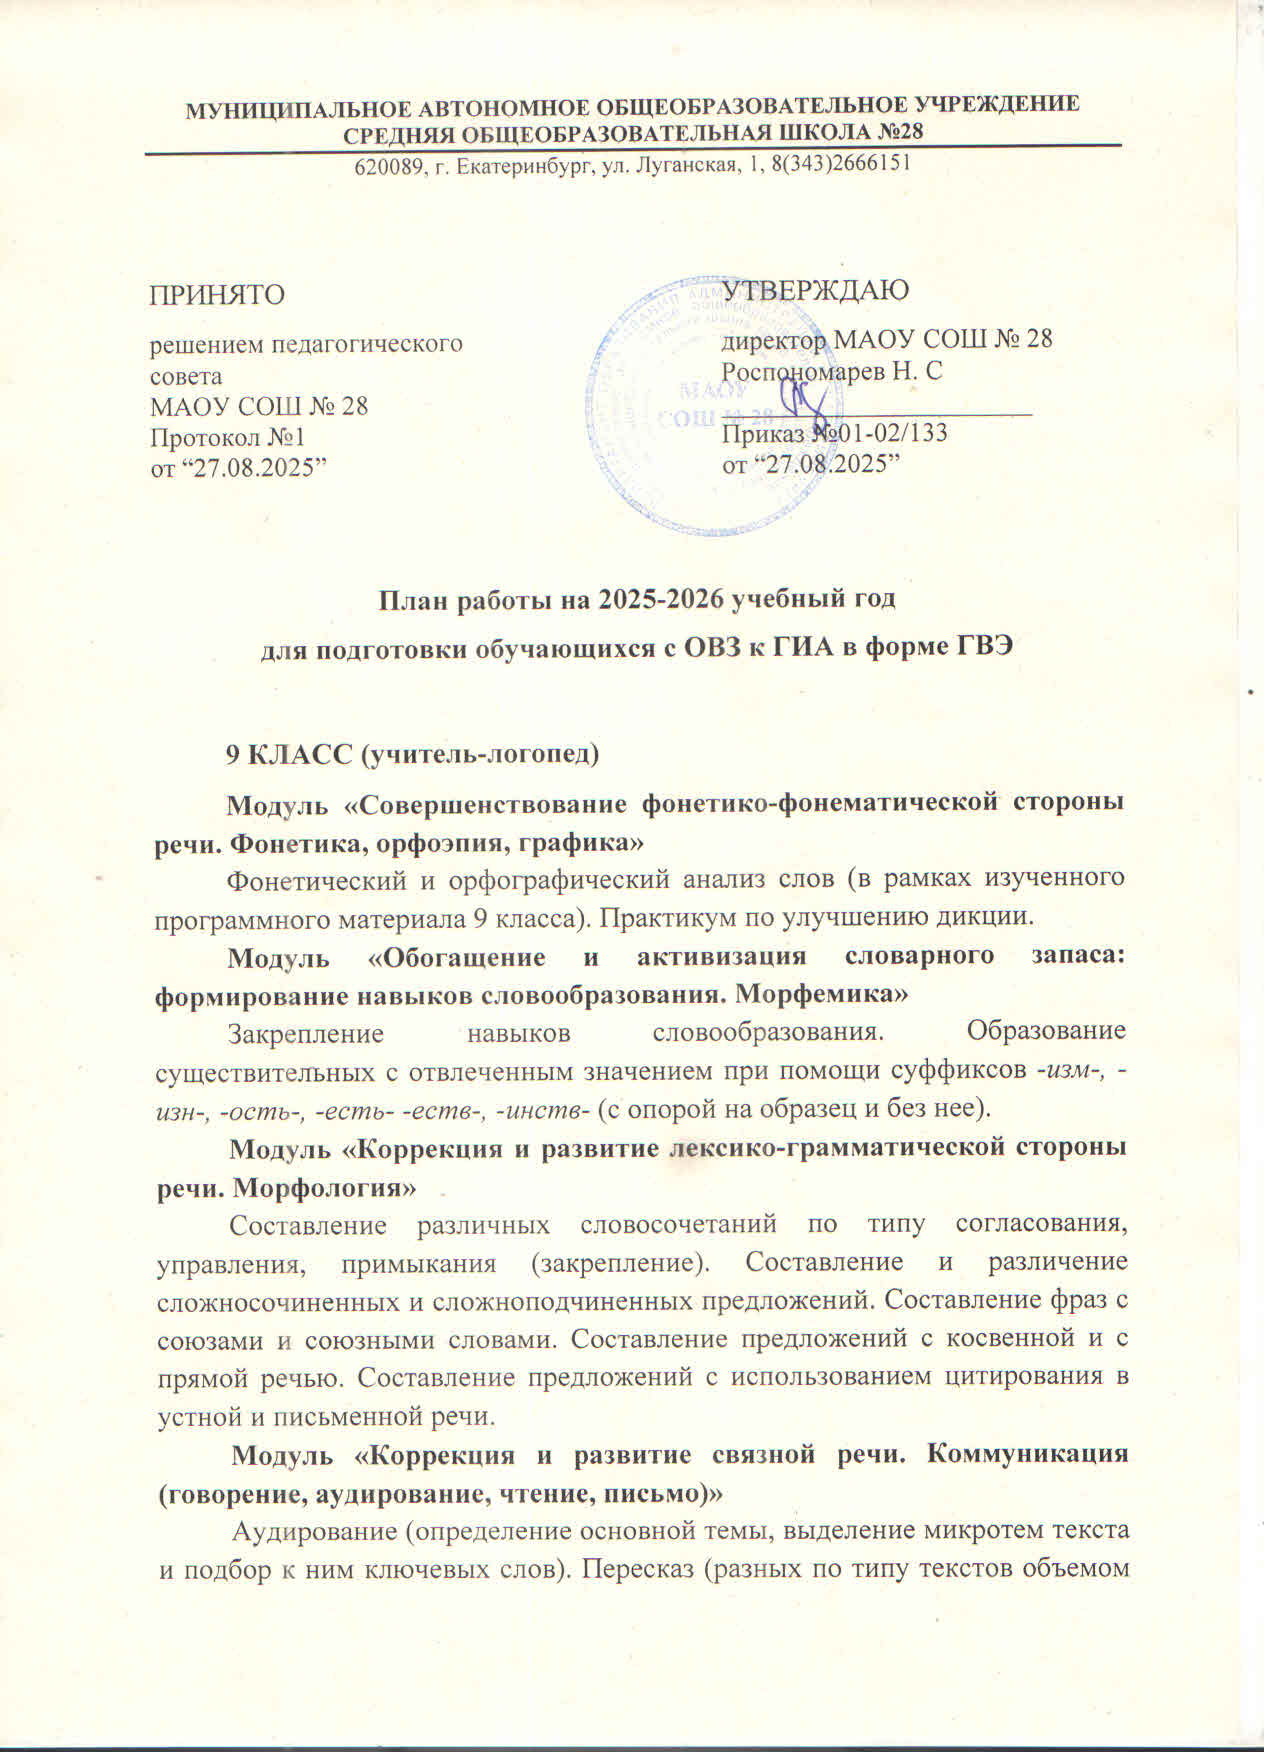 МУНИЦИПАЛЬНОЕ АВТОНОМНОЕ ОБЩЕОБРАЗОВАТЕЛЬНОЕ УЧРЕЖДЕНИЕ
СРЕДНЯЯ ОБЩЕОБРАЗОВАТЕЛЬНАЯ ШКОЛА №28
620089, г. Екатеринбург, ул. Луганская, 1, 8(343)2666151
ПРИНЯТО
решением педагогического
совета
МАОУ СОШ № 28
Протокол №1
от “27.08.2025”
УТВЕРЖДАЮ
директор МАОУ СОШ № 28
Роспономарев Н. С
Приказ №01-02/133
от “27.08.2025”
МАОУ
СОШ № 28
План работы на 2025-2026 учебный год
для подготовки обучающихся с ОВЗ к ГИА в форме ГВЭ
9 КЛАСС (учитель-логопед)
Модуль «Совершенствование фонетико-фонематической стороны
речи. Фонетика, орфоэпия, графика»
Фонетический и орфографический анализ слов (в рамках изученного
программного материала 9 класса). Практикум по улучшению дикции.
Модуль «Обогащение и активизация словарного запаса:
формирование навыков словообразования. Морфемика»
Закрепление навыков словообразования. Образование
существительных с отвлеченным значением при помощи суффиксов -изм-, -
изн-, -ость-, -есть- -еств-, -инств- (с опорой на образец и без нее).
Модуль «Коррекция и развитие лексико-грамматической стороны
речи. Морфология»
Составление различных словосочетаний по типу согласования,
управления, примыкания (закрепление). Составление и различение
сложносочиненных и сложноподчиненных предложений. Составление фраз с
союзами и союзными словами. Составление предложений с косвенной и с
прямой речью. Составление предложений с использованием цитирования в
устной и письменной речи.
Модуль «Коррекция и развитие связной речи. Коммуникация
(говорение, аудирование, чтение, письмо)»
Аудирование (определение основной темы, выделение микротем текста
и подбор к ним ключевых слов). Пересказ (разных по типу текстов объемом